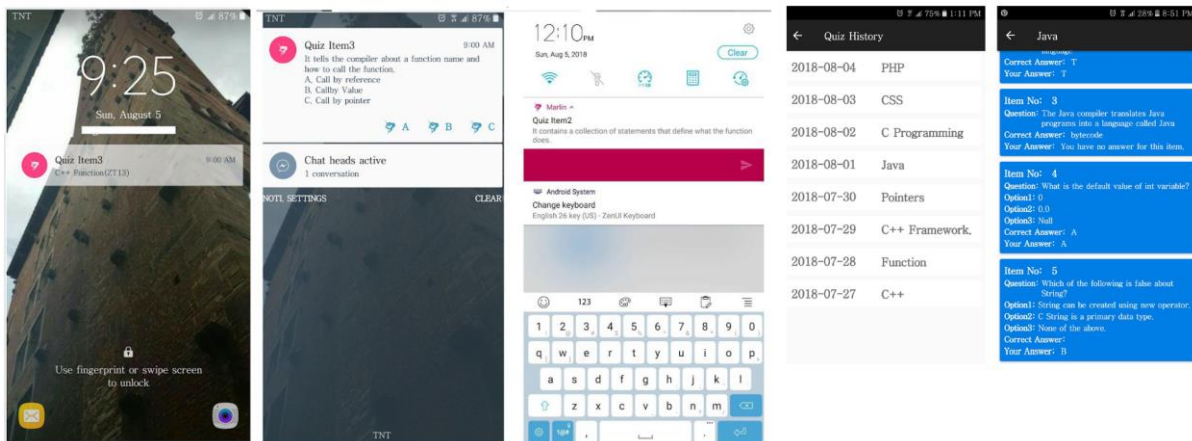 TNT
87%
9:25
Sun, August 5
Quiz Item3 9:00 AM
C++ Function(ZT13)
Use fingerprint or swipe screen
to unlock
TNT
87%
Quiz Item3 9:00 AM
It tells the compiler about a function name and
how to call the function.
A. Call by reference
B. Callby Value
C. Call by pointer
A B C
Chat heads active
1 conversation
NOTI. SETTINGS CLEAR
TNT
12:10 PM
Sun, Aug 5, 2018
Clear
Marlin
Quiz Item2
It contains a collection of statements that define what the function
does.
Android System
Change keyboard
English 26 key (US) - ZenUI Keyboard
123
1 2 3 4 5 6 7 8 9 0
q w e r t y u i o p
a s d f g h j k l
z x c v b n m
75% 1:11 PM
Quiz History
2018-08-04 PHP
2018-08-03 CSS
2018-08-02 C Programming
2018-08-01 Java
2018-07-30 Pointers
2018-07-29 C++ Framework.
2018-07-28 Function
2018-07-27 C++
28% 8:51 PM
Java
language.
Correct Answer: T
Your Answer: T
Item No: 3
Question: The Java compiler translates Java
programs into a language called Java
Correct Answer: bytecode
Your Answer: You have no answer for this item.
Item No: 4
Question: What is the default value of int variable?
Option1: 0
Option2: 0.0
Option3: Null
Correct Answer: A
Your Answer: A
Item No: 5
Question: Which of the following is false about
String?
Option1: String can be created using new operator.
Option2: C String is a primary data type.
Option3: None of the above.
Correct Answer:
Your Answer: B